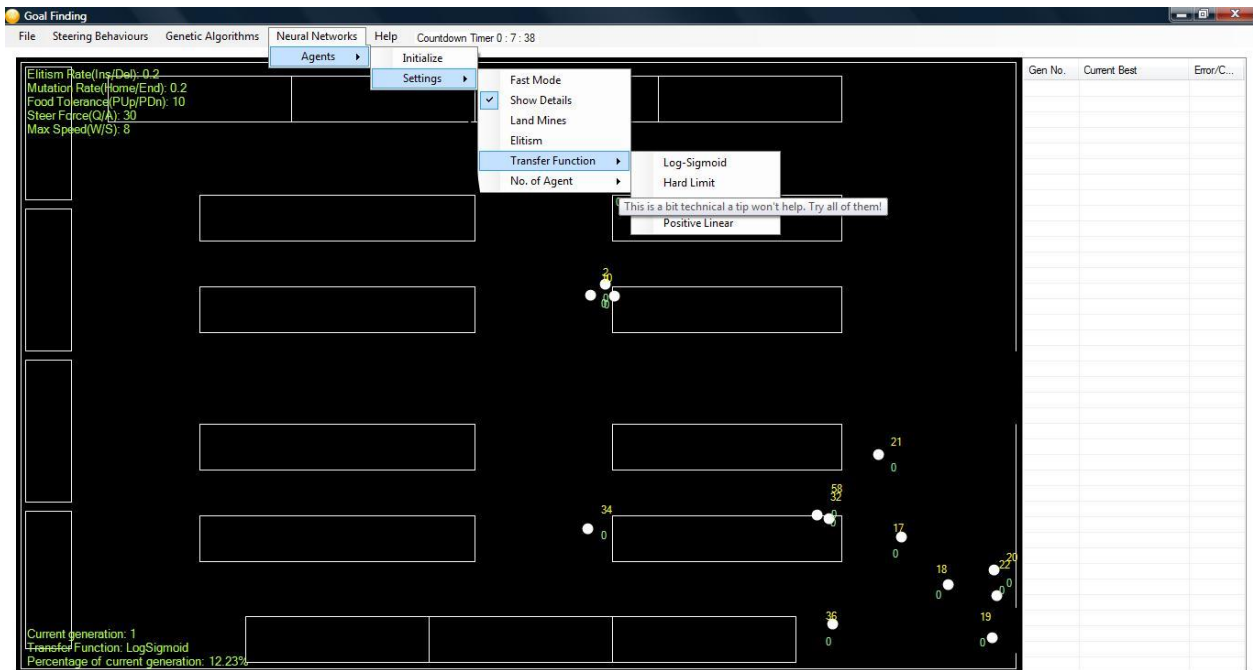 Goal Finding
File Steering Behaviours Genetic Algorithms Neural Networks Help Countdown Timer 0 : 7 : 38
Agents
Initialize
Settings
Fast Mode
Show Details
Land Mines
Elitism
Transfer Function
No. of Agent
Log-Sigmoid
Hard Limit
This is a bit technical a tip won't help. Try all of them!
Positive Linear
Elitism Rate(Ins/Del): 0.2
Mutation Rate(Home/End): 0.2
Food Tolerance(PUp/PDn): 10
Steer Force(Q/A): 30
Max Speed(W/S): 8
Gen No. Current Best Error/C...
2
0
21
0
58
32
0
34
0
17
0
20
22
0
18
0
36
0
19
0
Current generation: 1
Transfer Function: LogSigmoid
Percentage of current generation: 12.23%